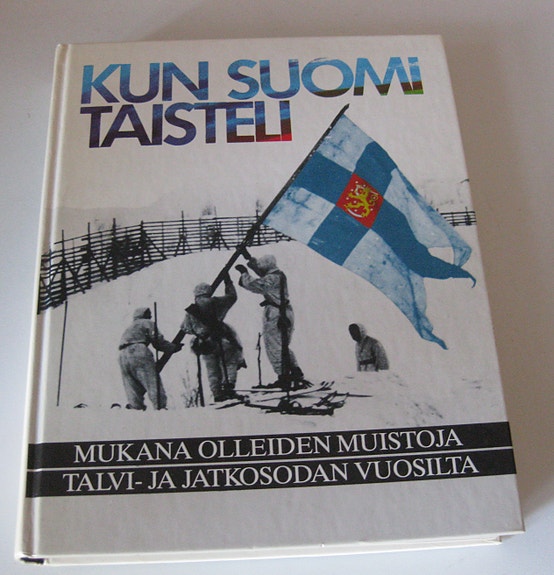 KUN SUOMi
TAISTELI
MUKANA OLLEIDEN MUISTOJA
TALVI- JA JATKOSODAN VUOSILTA